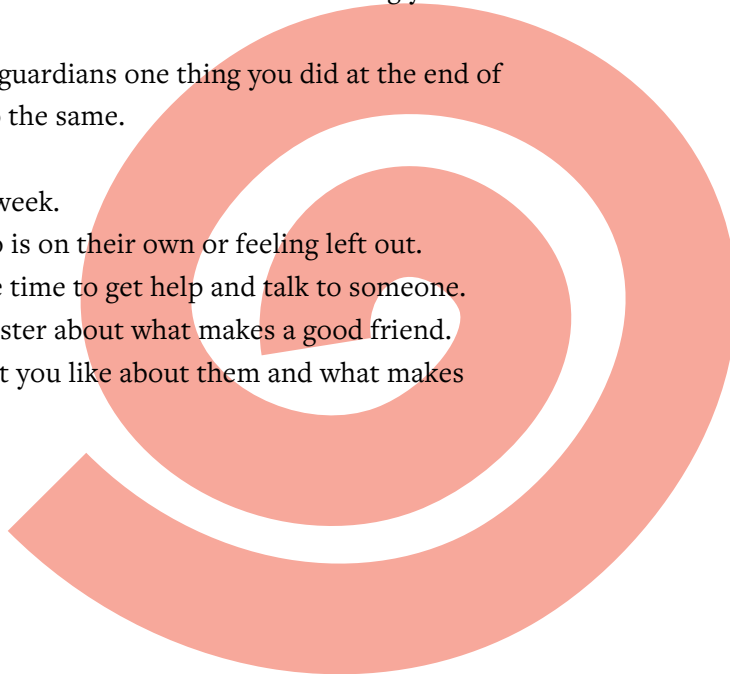 guardians one thing you did at the end of
the same.
week.
is on their own or feeling left out.
time to get help and talk to someone.
about what makes a good friend.
you like about them and what makes